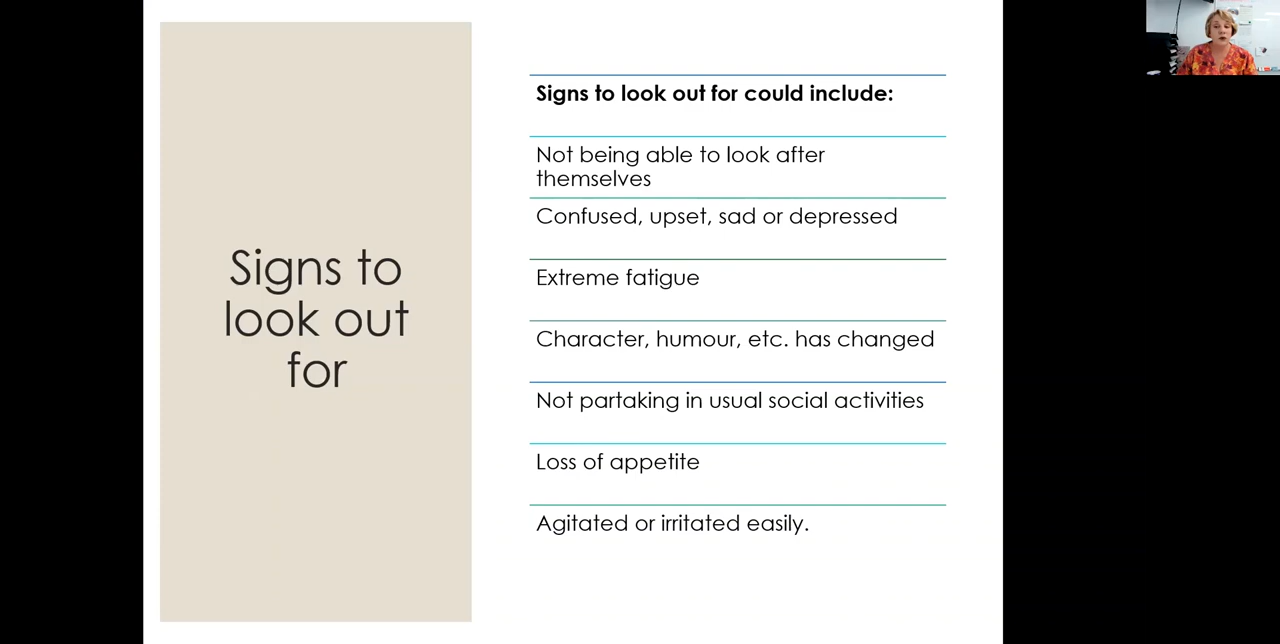 Signs to
look out
for
Signs to look out for could include:
Not being able to look after
themselves
Confused, upset, sad or depressed
Extreme fatigue
Character, humour, etc. has changed
Not partaking in usual social activities
Loss of appetite
Agitated or irritated easily.